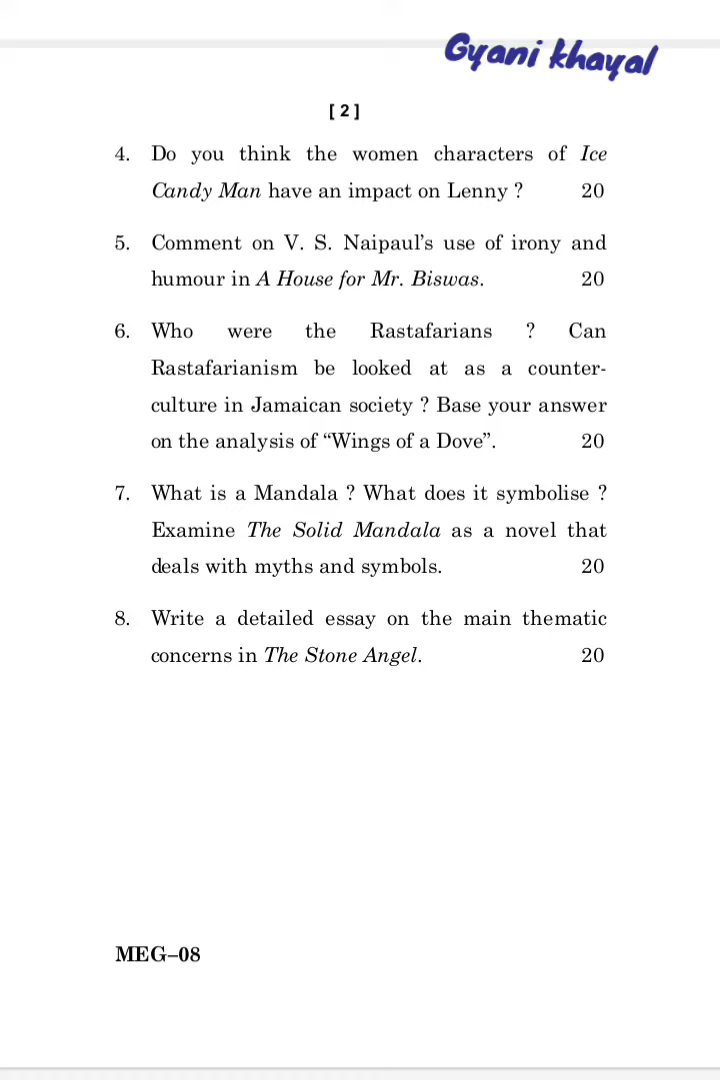 Gyani khayal
[ 2 ]
4. Do you think the women characters of Ice
Candy Man have an impact on Lenny ? 20
5. Comment on V. S. Naipaul's use of irony and
humour in A House for Mr. Biswas. 20
6. Who were the Rastafarians ? Can
Rastafarianism be looked at as a counter-
culture in Jamaican society ? Base your answer
on the analysis of “Wings of a Dove”. 20
7. What is a Mandala ? What does it symbolise ?
Examine The Solid Mandala as a novel that
deals with myths and symbols. 20
8. Write a detailed essay on the main thematic
concerns in The Stone Angel. 20
MEG–08